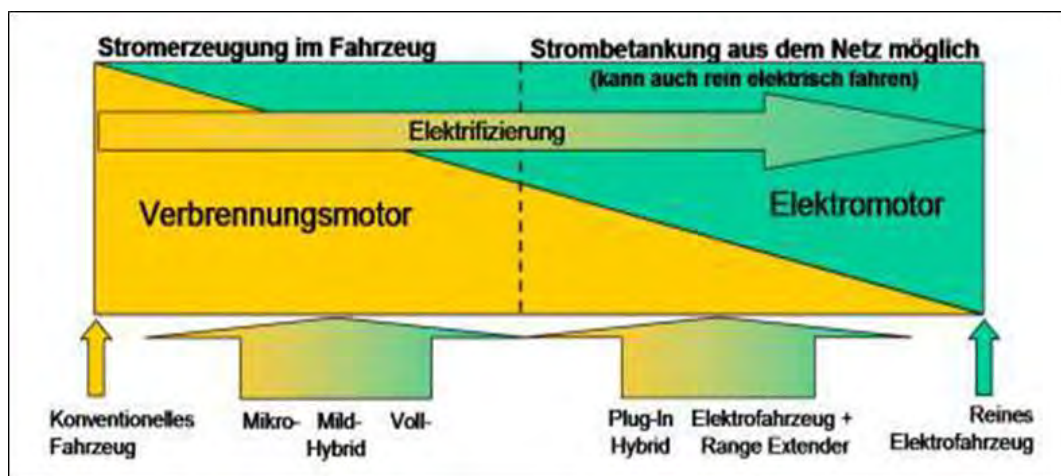 Stromerzeugung im Fahrzeug
Strombetankung aus dem Netz möglich
(kann auch rein elektrisch fahren)
Elektrifizierung
Verbrennungsmotor
Elektromotor
Konventionelles
Fahrzeug
Mikro- Mild- Voll-
Hybrid
Plug-In
Hybrid
Elektrofahrzeug +
Range Extender
Reines
Elektrofahrzeug